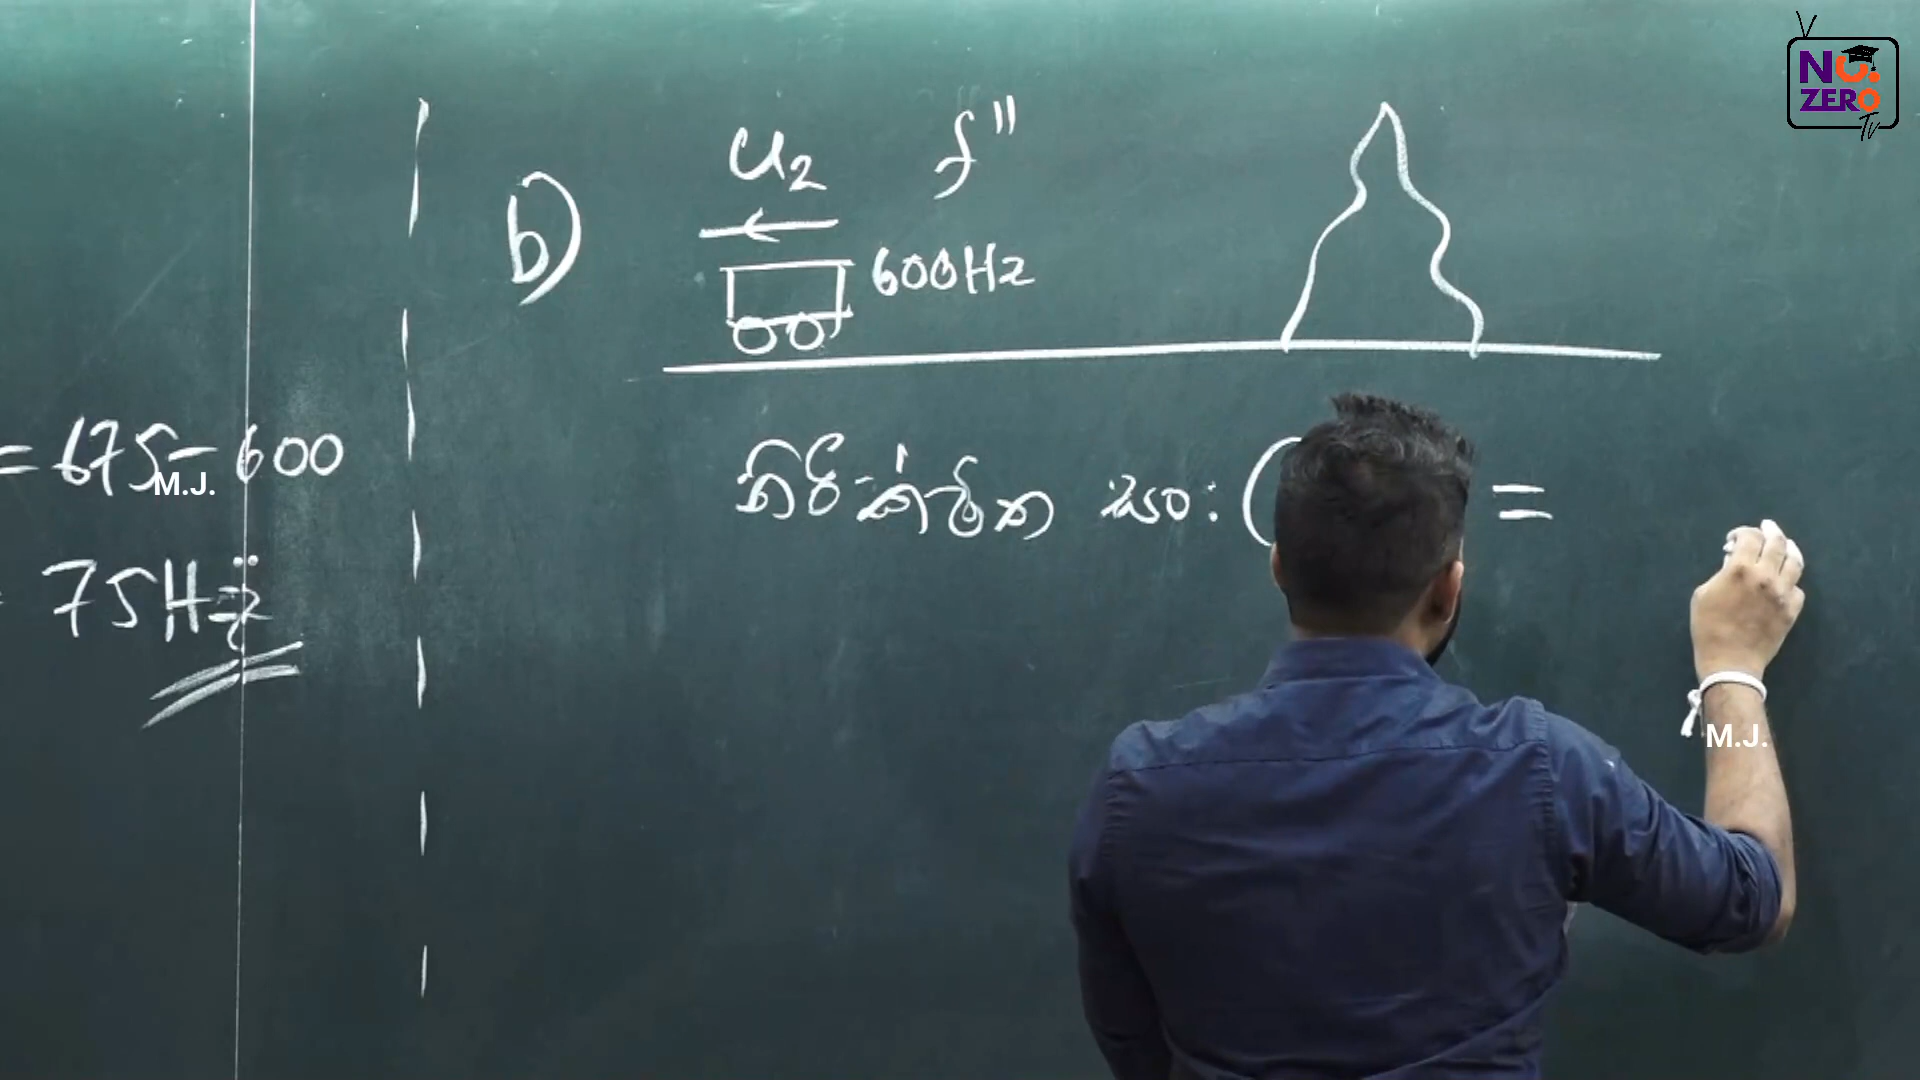 = 675 - 600
= 75Hz
b)
u₂ f"
600Hz
නිරීක්ෂිත සං: ( =
M.J.
M.J.
NO.
ZERO
TV